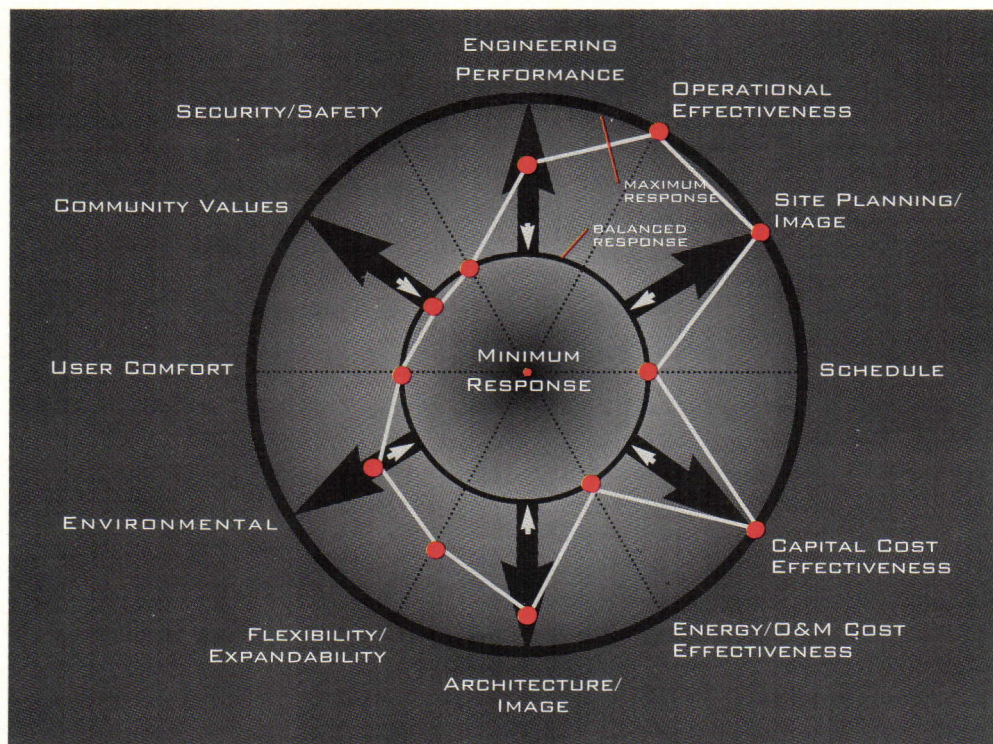 ENGINEERING
PERFORMANCE
OPERATIONAL
EFFECTIVENESS
SECURITY/SAFETY
MAXIMUM
RESPONSE
SITE PLANNING/
IMAGE
COMMUNITY VALUES
BALANCED
RESPONSE
USER COMFORT
MINIMUM
RESPONSE
SCHEDULE
ENVIRONMENTAL
CAPITAL COST
EFFECTIVENESS
FLEXIBILITY/
EXPANDABILITY
ENERGY/O&M COST
EFFECTIVENESS
ARCHITECTURE/
IMAGE